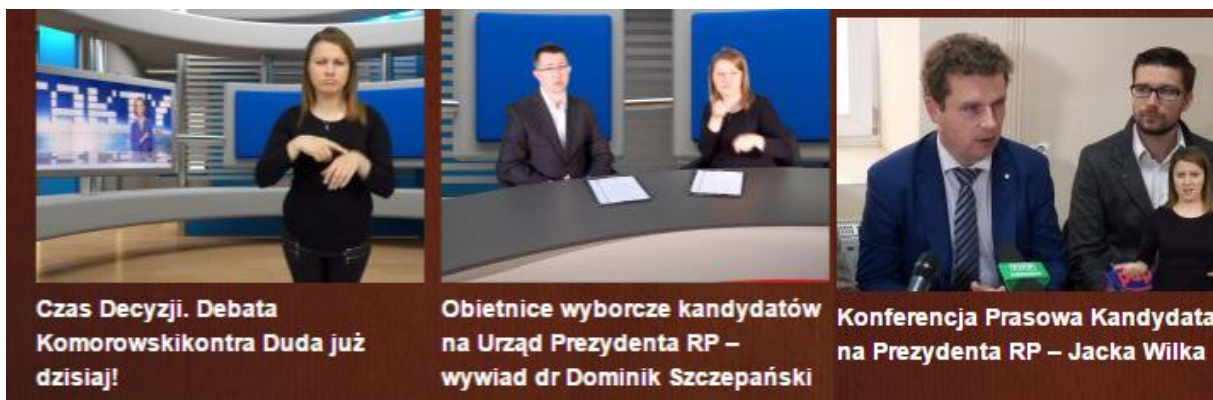 Czas Decyzji. Debata
Komorowskikontra Duda już
dzisiaj!
Obietnice wyborcze kandydatów
na Urząd Prezydenta RP –
wywiad dr Dominik Szczepański
Konferencja Prasowa Kandydata
na Prezydenta RP – Jacka Wilka